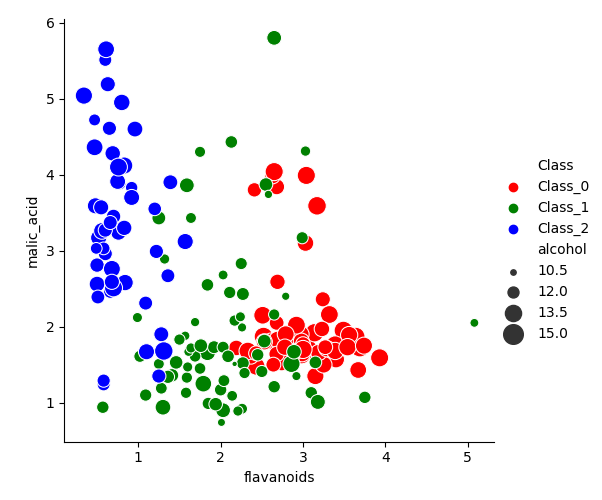 6
5
4
3
2
1
malic_acid
1 2 3 4 5
flavanoids
Class
Class_0
Class_1
Class_2
alcohol
10.5
12.0
13.5
15.0